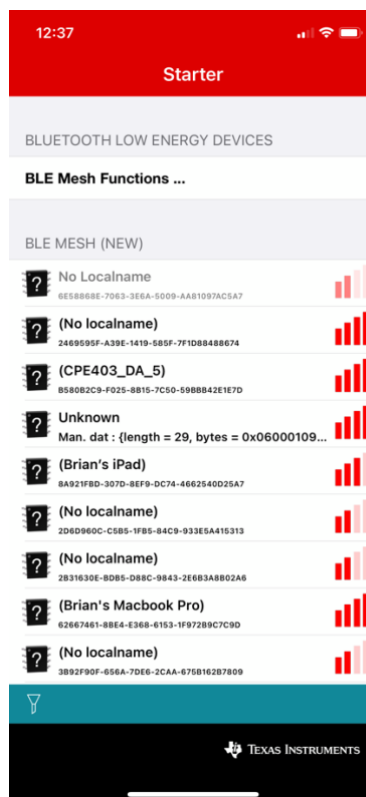 12:37
Starter
BLUETOOTH LOW ENERGY DEVICES
BLE Mesh Functions ...
BLE MESH (NEW)
No Localname
6E58868E-7063-3E6A-5009-AA81097AC5A7
(No localname)
2469595F-A39E-1419-585F-7F1D88488674
(CPE403_DA_5)
B580B2C9-F025-8B15-7C50-59BBB42E1E7D
Unknown
Man. dat : {length = 29, bytes = 0x06000109...
(Brian’s iPad)
8A921FBD-307D-8EF9-DC74-4662540D25A7
(No localname)
2D6D960C-C5B5-1FB5-84C9-933E5A415313
(No localname)
2B31630E-BDB5-D88C-9843-2E6B3A8B02A6
(Brian's Macbook Pro)
62667461-8BE4-E368-6153-1F972B9C7C9D
(No localname)
3B92F90F-656A-7DE6-2CAA-675B162B7809
TEXAS INSTRUMENTS